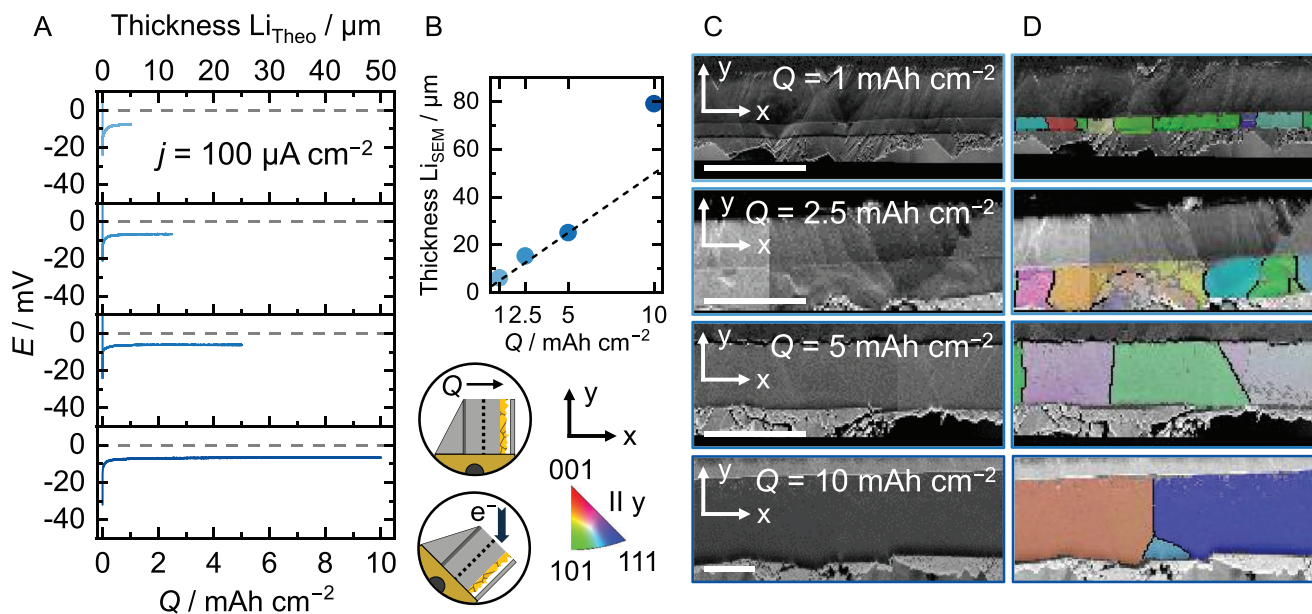 A
Thickness Li_Theo / µm
0 10 20 30 40 50
0
-20
-40
j = 100 µA cm⁻²
0
-20
-40
0
-20
-40
0
-20
-40
E / mV
0 2 4 6 8 10
Q / mAh cm⁻²
B
Thickness Li_SEM / µm
80
60
40
20
0
1 2.5 5 10
Q / mAh cm⁻²
Q
y
x
e⁻
001
II y
101
111
C
y
x
Q = 1 mAh cm⁻²
y
x
Q = 2.5 mAh cm⁻²
y
x
Q = 5 mAh cm⁻²
y
x
Q = 10 mAh cm⁻²
D